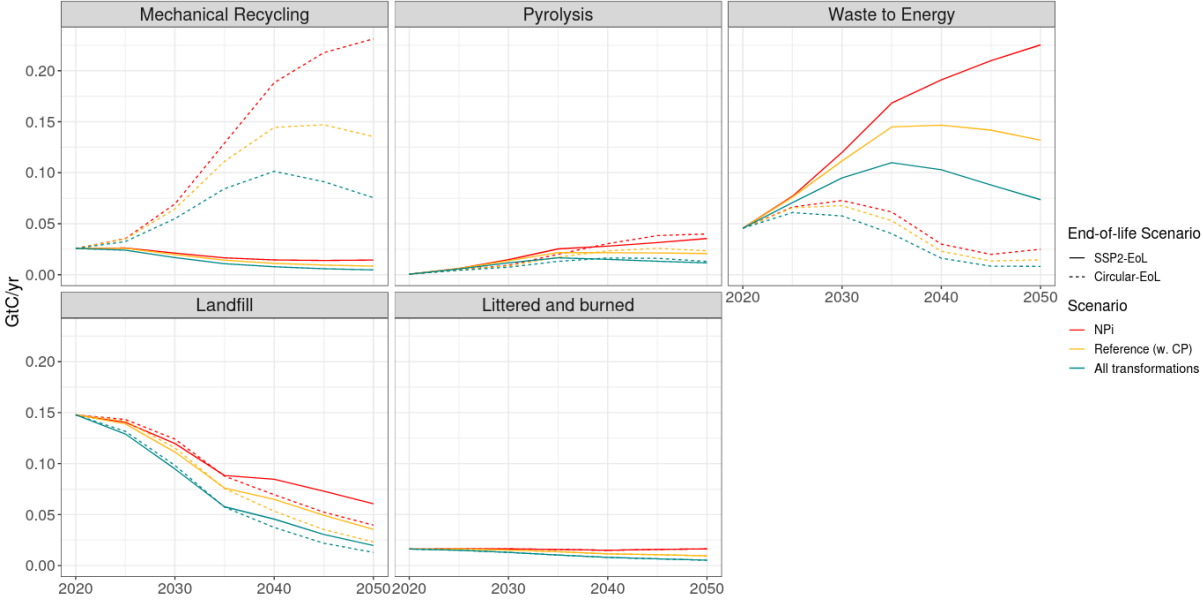 Mechanical Recycling
Pyrolysis
Waste to Energy
0.20
0.15
0.10
0.05
0.00
2020
2030
2040
2050
GtC/yr
Landfill
Littered and burned
0.20
0.15
0.10
0.05
0.00
2020
2030
2040
2050
2020
2030
2040
2050
End-of-life Scenario
SSP2-EoL
Circular-EoL
Scenario
NPi
Reference (w. CP)
All transformations